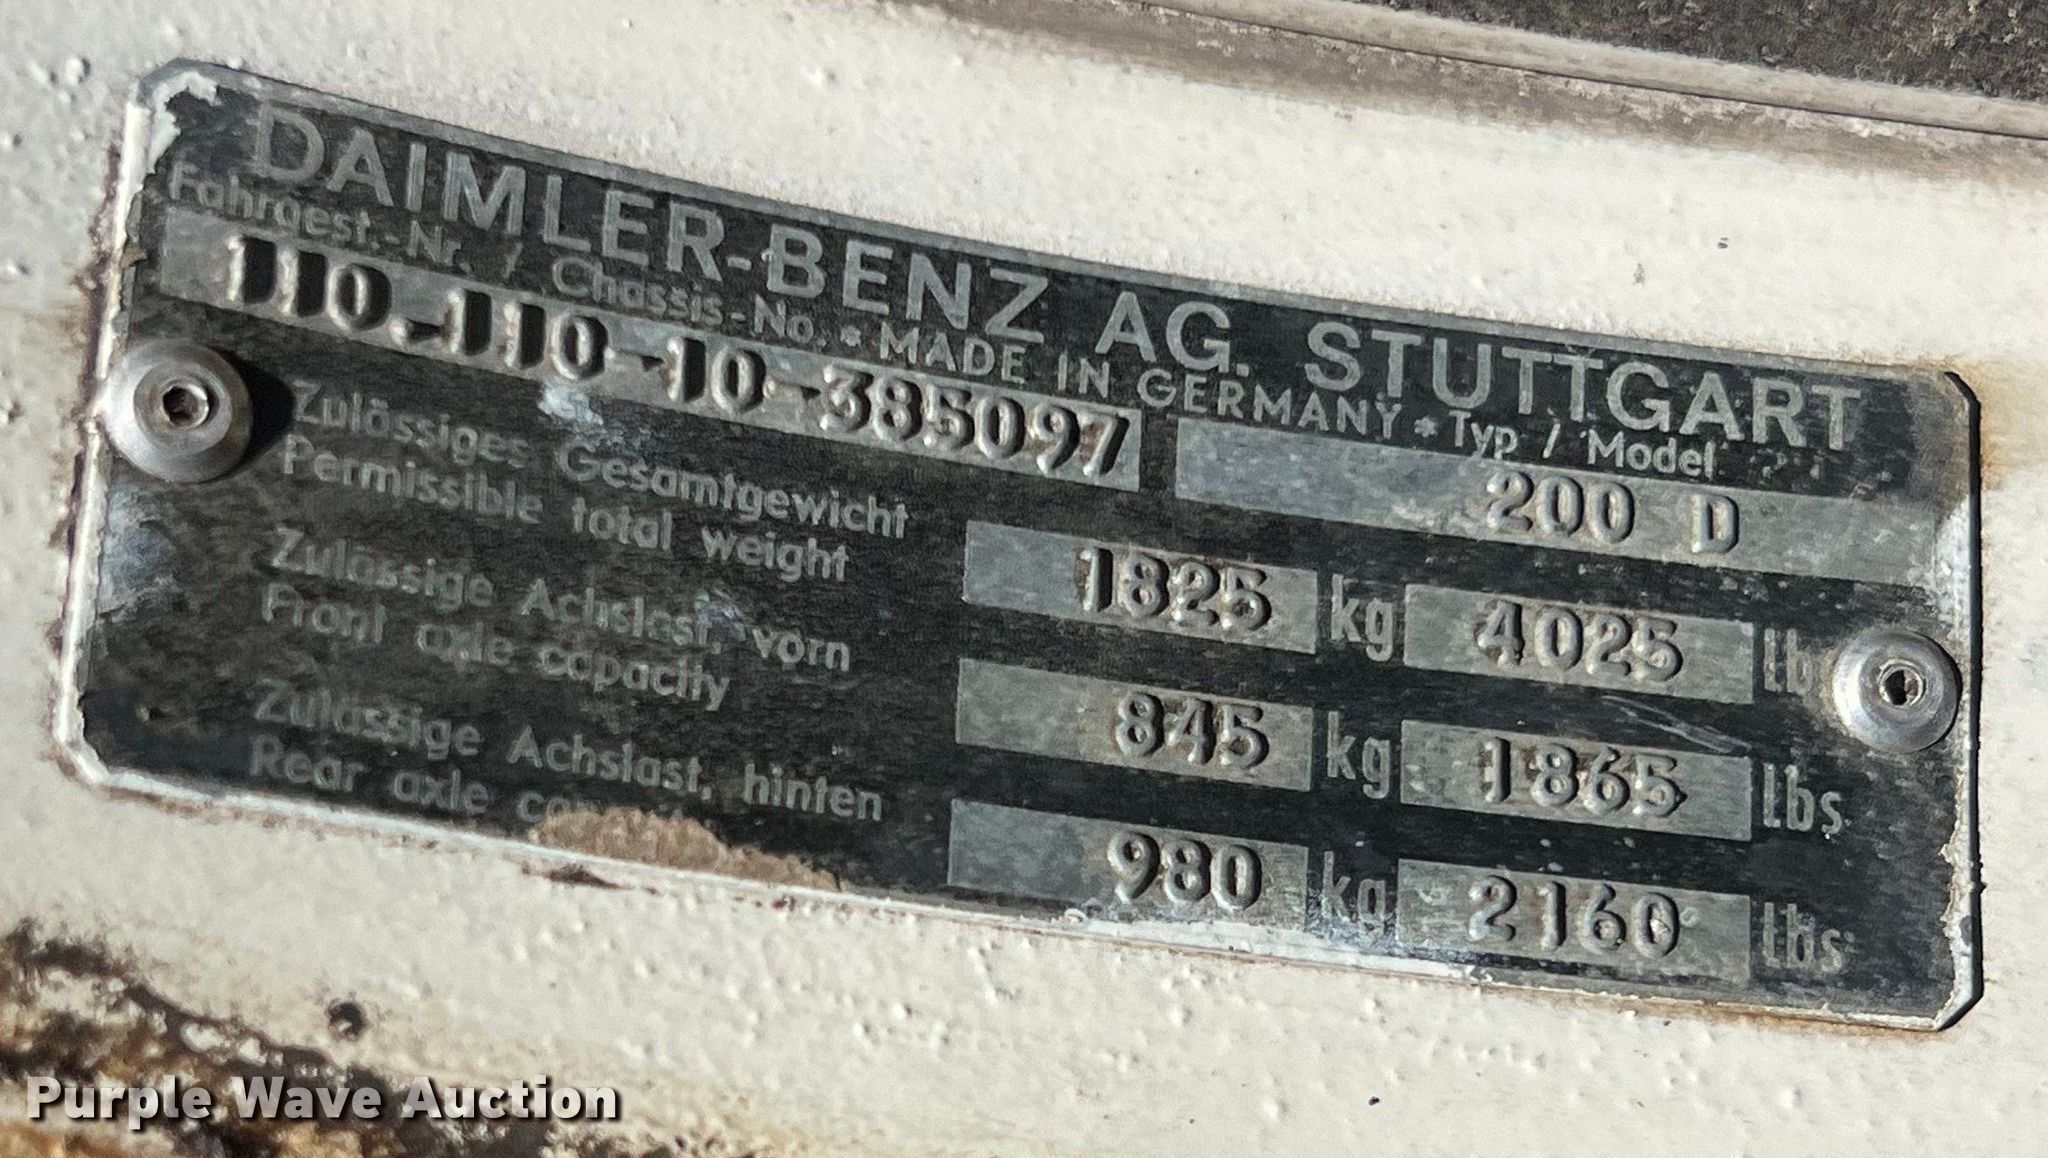 DAIMLER-BENZ AG. STUTTGART
Fahrgest.-Nr. / Chassis-No. * MADE IN GERMANY * Typ / Model
110.110-10-385097 200 D
Zulässiges Gesamtgewicht
Permissible total weight 1825 kg 4025 lb
Zulässige Achslast, vorn
Front axle capacity 845 kg 1865 lbs
Zulässige Achslast, hinten
Rear axle 980 kg 2160 lbs
Purple Wave Auction